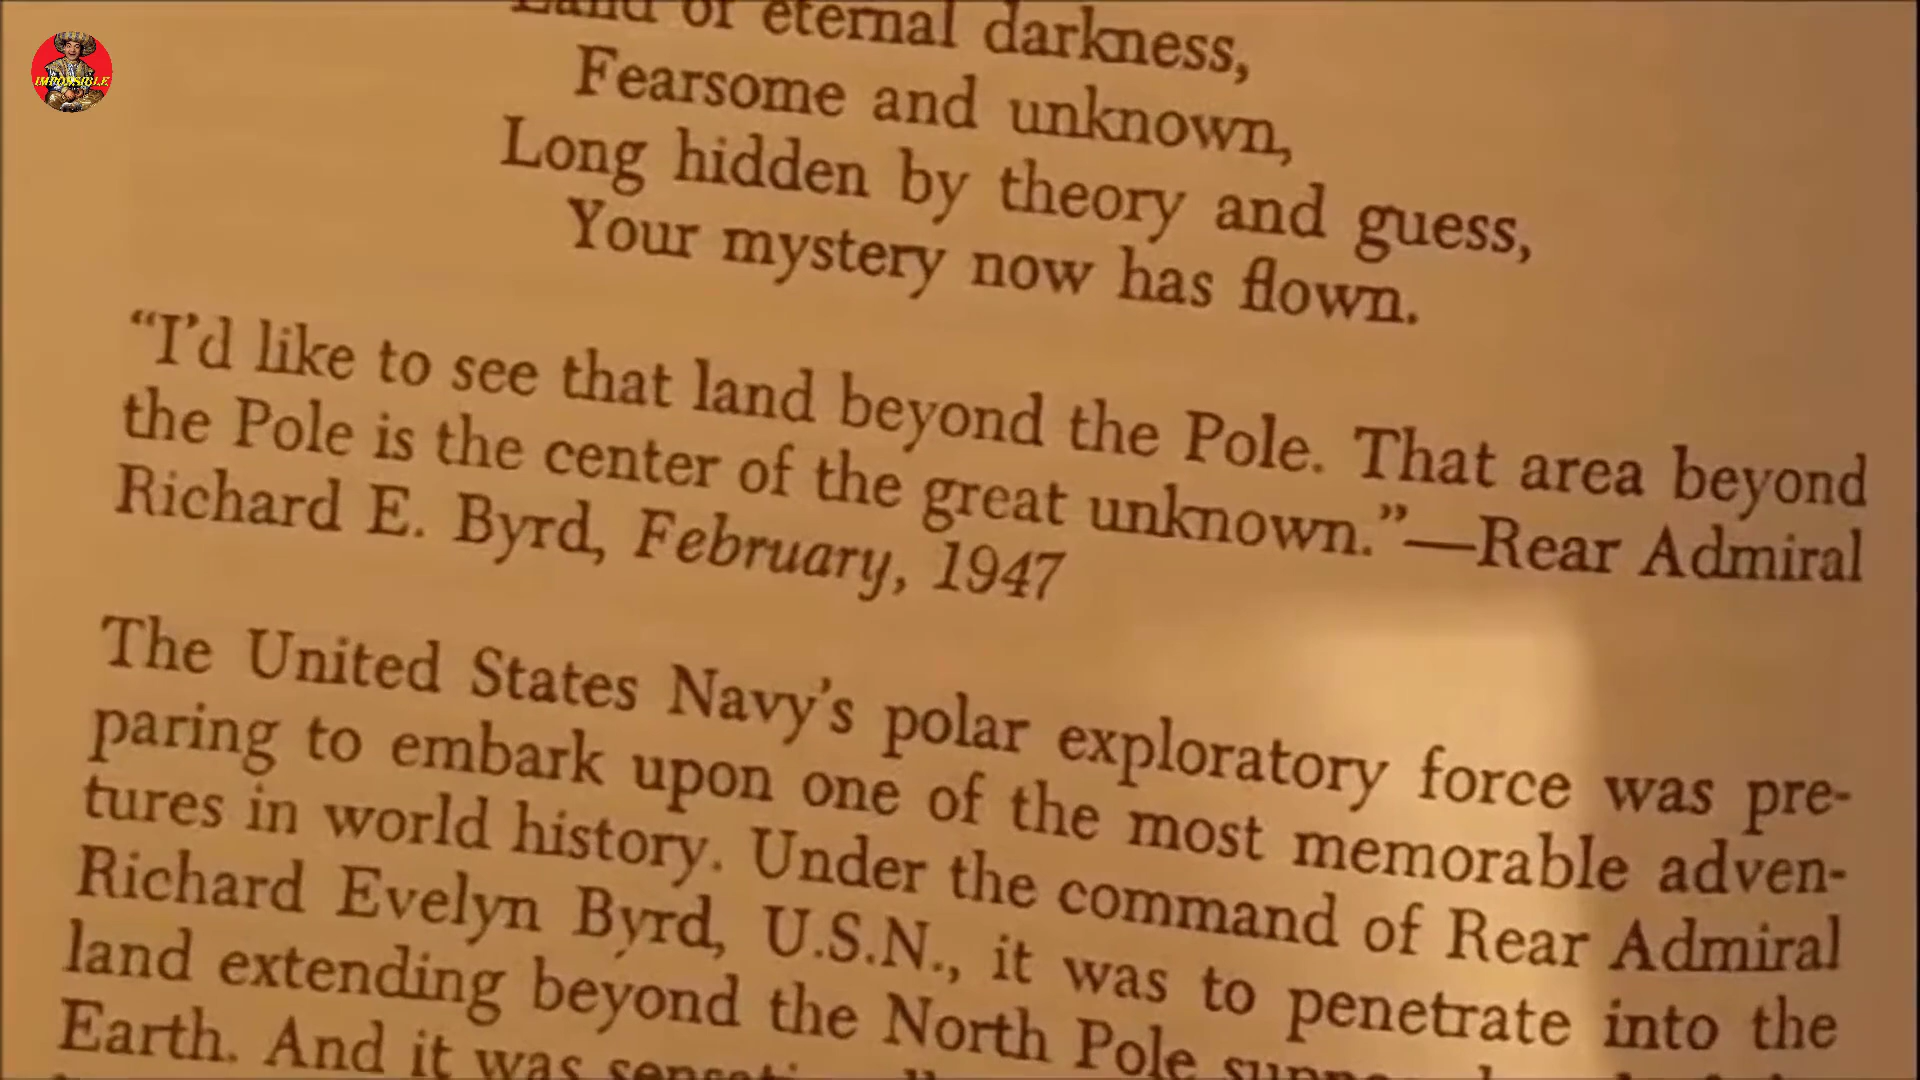 IMPOSSIBLE
Land of eternal darkness,
Fearsome and unknown,
Long hidden by theory and guess,
Your mystery now has flown.
“I’d like to see that land beyond the Pole. That area beyond
the Pole is the center of the great unknown.”—Rear Admiral
Richard E. Byrd, February, 1947
The United States Navy’s polar exploratory force was pre-
paring to embark upon one of the most memorable adven-
tures in world history. Under the command of Rear Admiral
Richard Evelyn Byrd, U.S.N., it was to penetrate into the
land extending beyond the North Pole
Earth. And it was